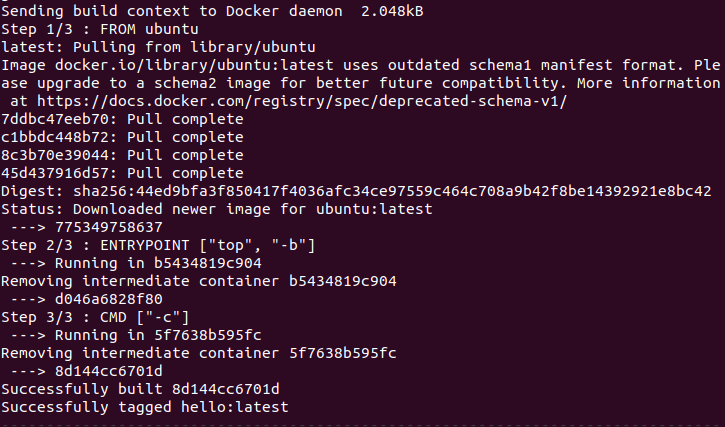 Sending build context to Docker daemon  2.048kB
Step 1/3 : FROM ubuntu
latest: Pulling from library/ubuntu
Image docker.io/library/ubuntu:latest uses outdated schema1 manifest format. Ple
ase upgrade to a schema2 image for better future compatibility. More information
 at https://docs.docker.com/registry/spec/deprecated-schema-v1/
7ddbc47eeb70: Pull complete
c1bbdc448b72: Pull complete
8c3b70e39044: Pull complete
45d437916d57: Pull complete
Digest: sha256:44ed9bfa3f850417f4036afc34ce97559c464c708a9b42f8be14392921e8bc42
Status: Downloaded newer image for ubuntu:latest
 ---> 775349758637
Step 2/3 : ENTRYPOINT ["top", "-b"]
 ---> Running in b5434819c904
Removing intermediate container b5434819c904
 ---> d046a6828f80
Step 3/3 : CMD ["-c"]
 ---> Running in 5f7638b595fc
Removing intermediate container 5f7638b595fc
 ---> 8d144cc6701d
Successfully built 8d144cc6701d
Successfully tagged hello:latest